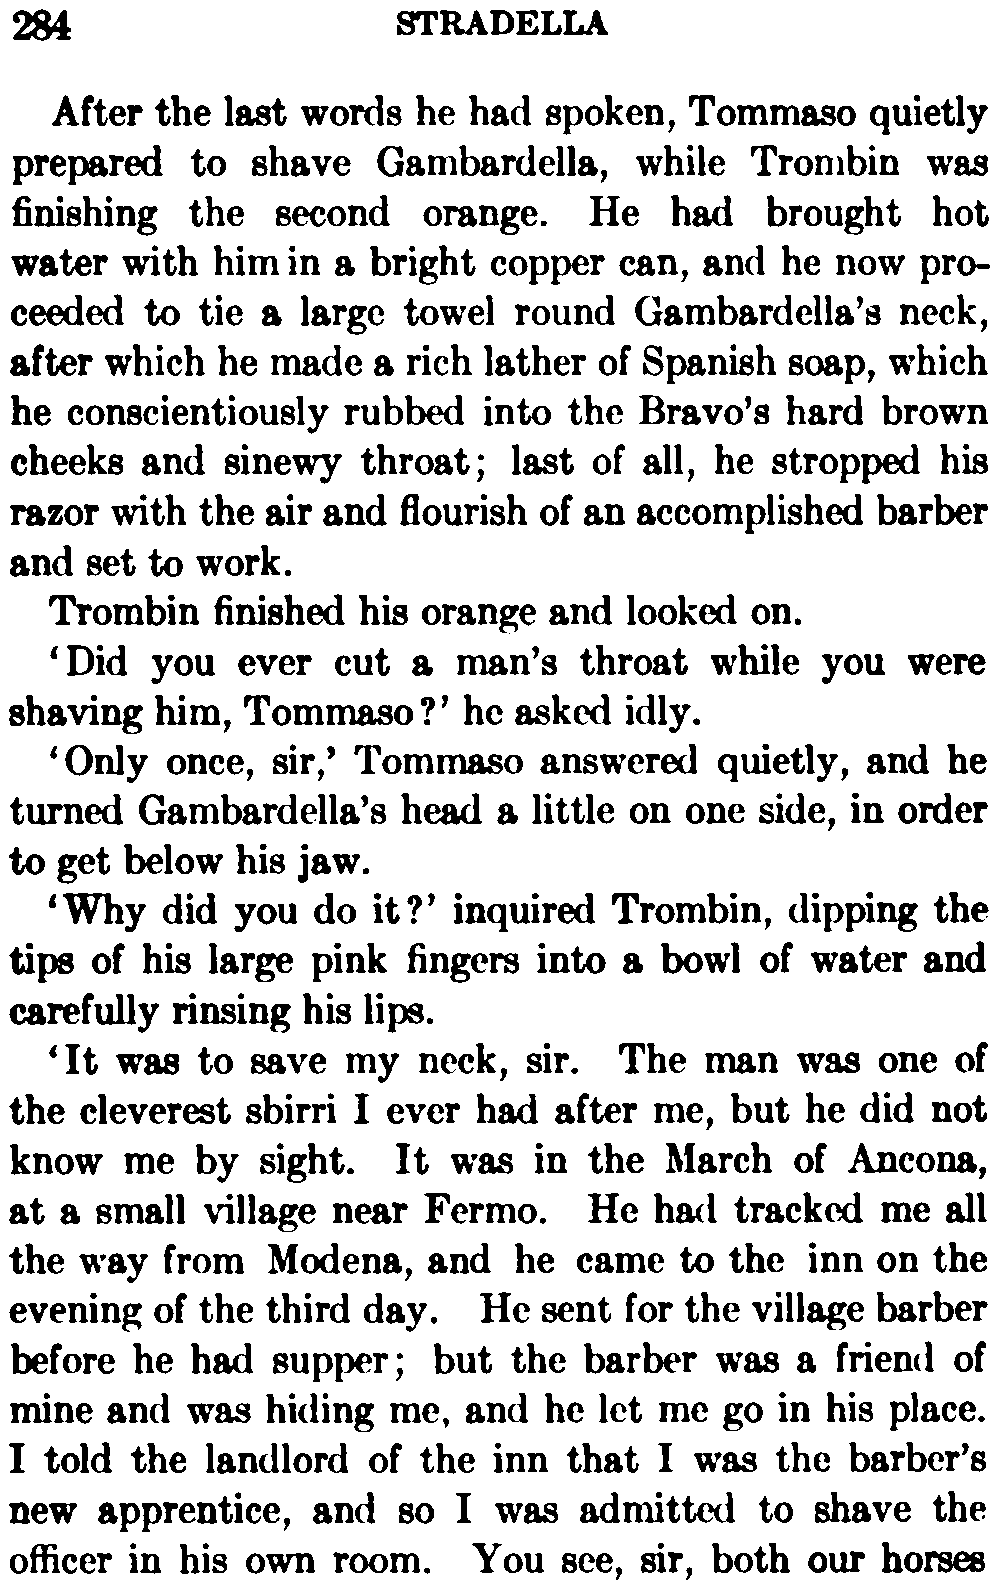 284 STRADELLA
After the last words he had spoken, Tommaso quietly
prepared to shave Gambardella, while Trombin was
finishing the second orange. He had brought hot
water with him in a bright copper can, and he now pro-
ceeded to tie a large towel round Gambardella's neck,
after which he made a rich lather of Spanish soap, which
he conscientiously rubbed into the Bravo's hard brown
cheeks and sinewy throat; last of all, he stropped his
razor with the air and flourish of an accomplished barber
and set to work.
Trombin finished his orange and looked on.
'Did you ever cut a man's throat while you were
shaving him, Tommaso?' he asked idly.
'Only once, sir,' Tommaso answered quietly, and he
turned Gambardella's head a little on one side, in order
to get below his jaw.
'Why did you do it?' inquired Trombin, dipping the
tips of his large pink fingers into a bowl of water and
carefully rinsing his lips.
'It was to save my neck, sir. The man was one of
the cleverest sbirri I ever had after me, but he did not
know me by sight. It was in the March of Ancona,
at a small village near Fermo. He had tracked me all
the way from Modena, and he came to the inn on the
evening of the third day. He sent for the village barber
before he had supper; but the barber was a friend of
mine and was hiding me, and he let me go in his place.
I told the landlord of the inn that I was the barber's
new apprentice, and so I was admitted to shave the
officer in his own room. You see, sir, both our horses